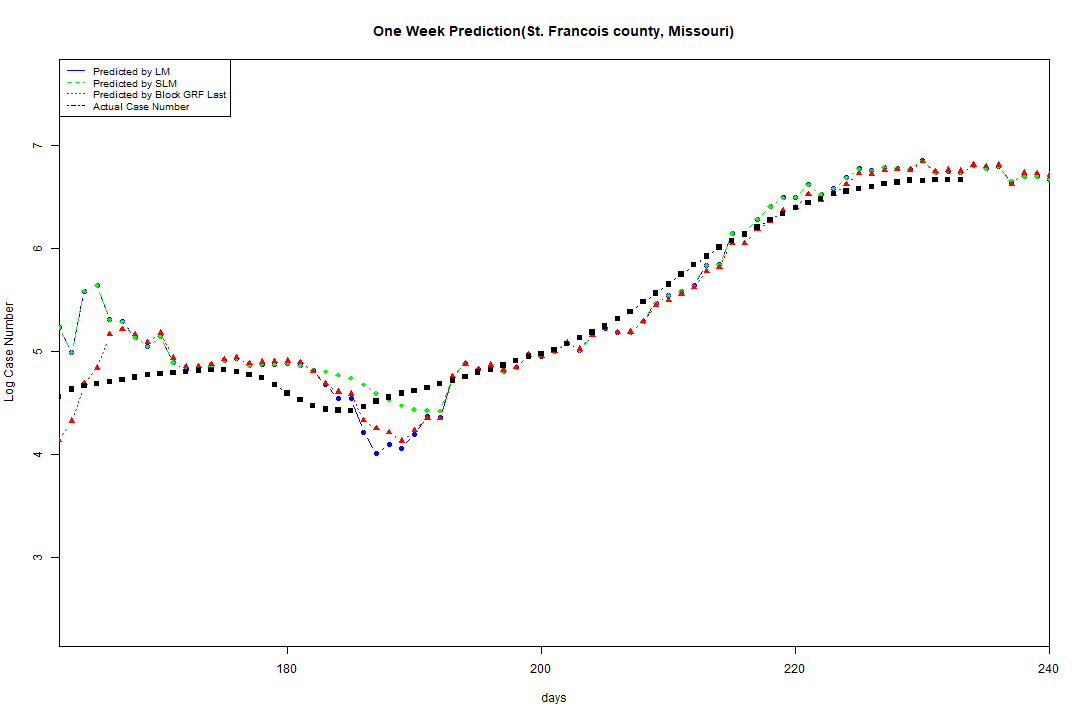 One Week Prediction(St. Francois county, Missouri)
Predicted by LM
Predicted by SLM
Predicted by Block GRF Last
Actual Case Number
7
6
5
4
3
Log Case Number
180 200 220 240
days